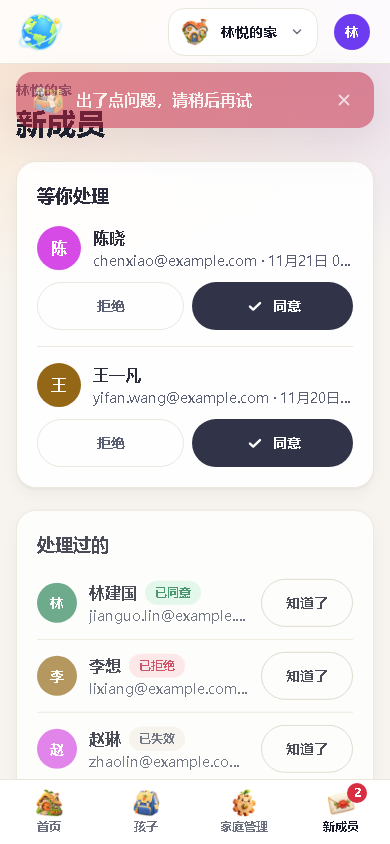 林悦的家
林
林悦的家
出了点问题，请稍后再试
新成员
等你处理
陈
陈晓
chenxiao@example.com · 11月21日 0...
拒绝
同意
王
王一凡
yifan.wang@example.com · 11月20日...
拒绝
同意
处理过的
林
林建国
已同意
jianguo.lin@example....
知道了
李
李想
已拒绝
lixiang@example.com...
知道了
赵
赵琳
已失效
zhaolin@example.co...
知道了
2
首页
孩子
家庭管理
新成员